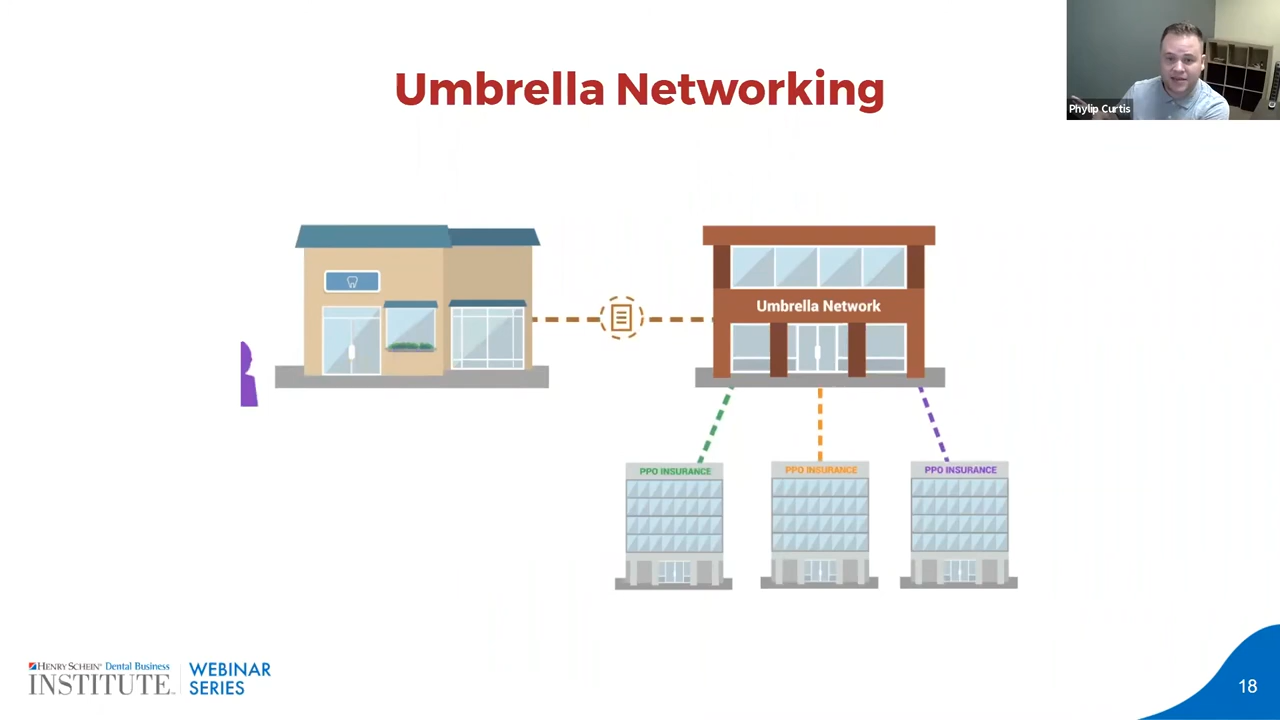 Umbrella Networking
Phylip Curtis
Umbrella Network
PPO INSURANCE
PPO INSURANCE
PPO INSURANCE
HENRY SCHEIN® Dental Business
INSTITUTE™
WEBINAR
SERIES
18